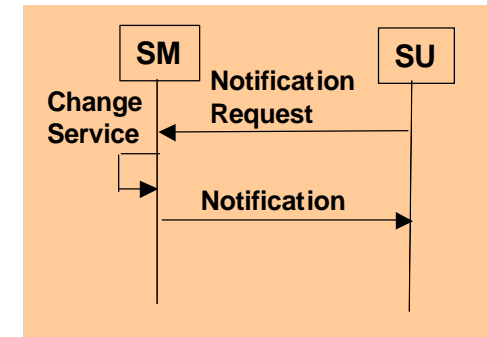 SM
SU
Notification
Request
Change
Service
Notification